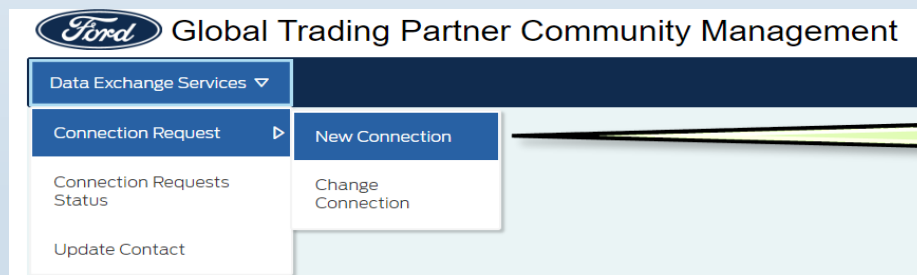 Ford Global Trading Partner Community Management
Data Exchange Services
Connection Request
New Connection
Connection Requests
Status
Change
Connection
Update Contact